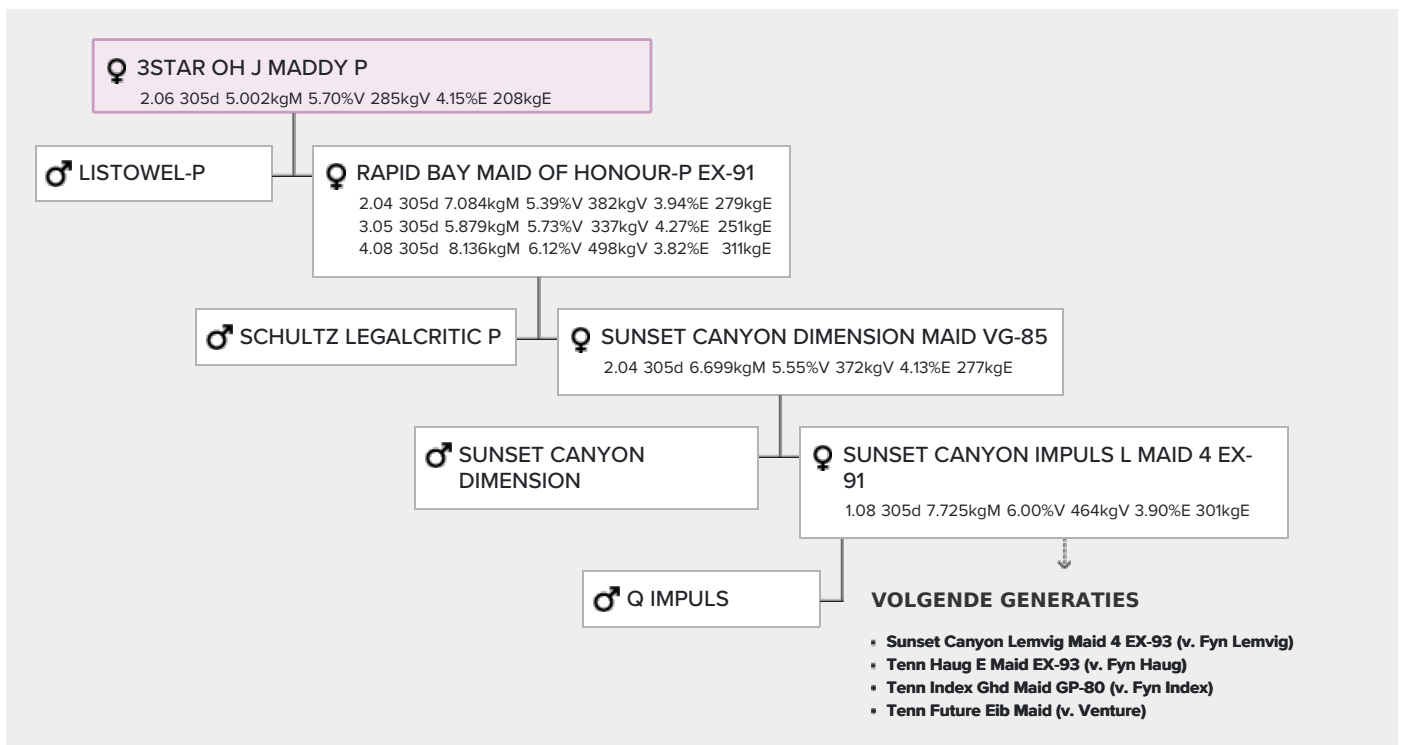 3STAR OH J MADDY P
2.06 305d 5.002kgM 5.70%V 285kgV 4.15%E 208kgE
LISTOWEL-P
RAPID BAY MAID OF HONOUR-P EX-91
2.04 305d 7.084kgM 5.39%V 382kgV 3.94%E 279kgE
3.05 305d 5.879kgM 5.73%V 337kgV 4.27%E 251kgE
4.08 305d 8.136kgM 6.12%V 498kgV 3.82%E 311kgE
SCHULTZ LEGALCRITIC P
SUNSET CANYON DIMENSION MAID VG-85
2.04 305d 6.699kgM 5.55%V 372kgV 4.13%E 277kgE
SUNSET CANYON
DIMENSION
SUNSET CANYON IMPULS L MAID 4 EX-
91
1.08 305d 7.725kgM 6.00%V 464kgV 3.90%E 301kgE
Q IMPULS
VOLGENDE GENERATIES
• Sunset Canyon Lemvig Maid 4 EX-93 (v. Fyn Lemvig)
• Tenn Haug E Maid EX-93 (v. Fyn Haug)
• Tenn Index Ghd Maid GP-80 (v. Fyn Index)
• Tenn Future Eib Maid (v. Venture)